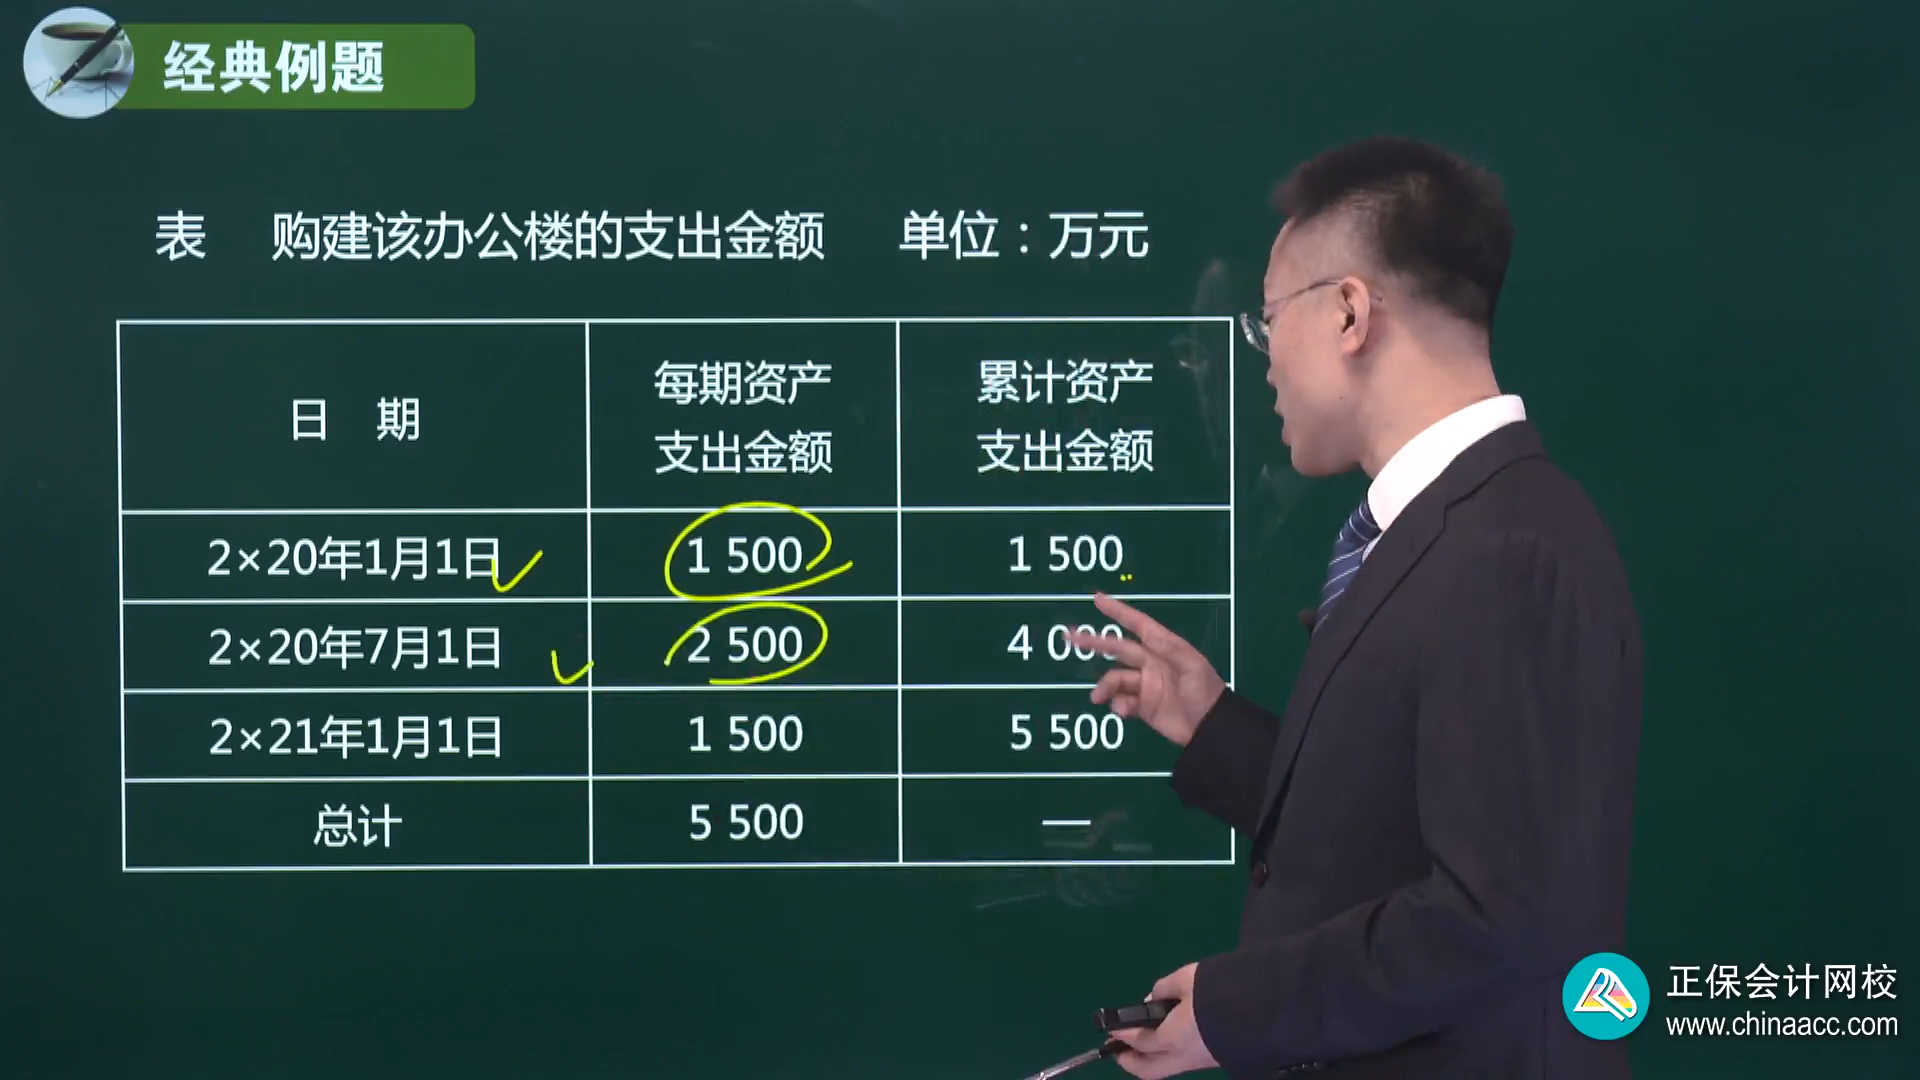 经典例题
表 购建该办公楼的支出金额 单位：万元
日 期
每期资产
支出金额
累计资产
支出金额
2×20年1月1日
1 500
1 500
2×20年7月1日
2 500
4 000
2×21年1月1日
1 500
5 500
总计
5 500
—
正保会计网校
www.chinaacc.com